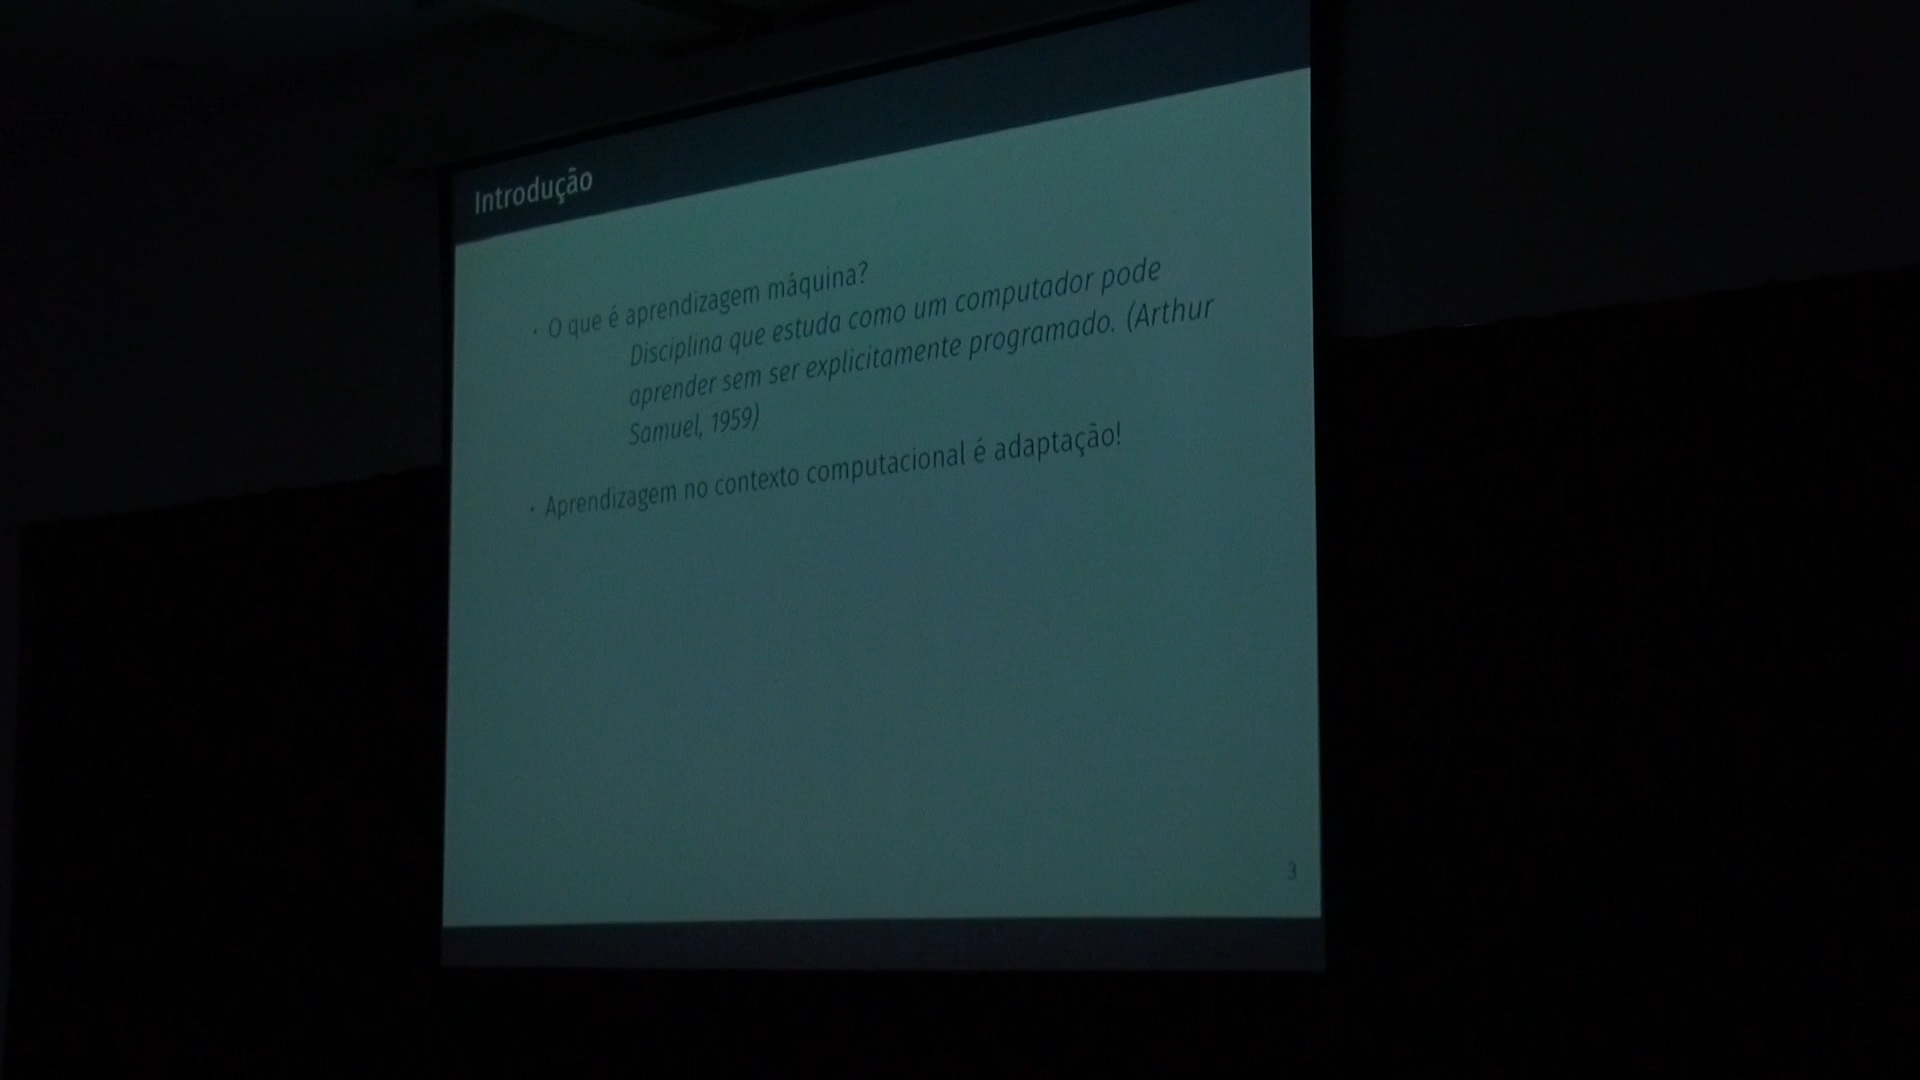 Introdução
· O que é aprendizagem máquina?
Disciplina que estuda como um computador pode
aprender sem ser explicitamente programado. (Arthur
Samuel, 1959)
· Aprendizagem no contexto computacional é adaptação!
3